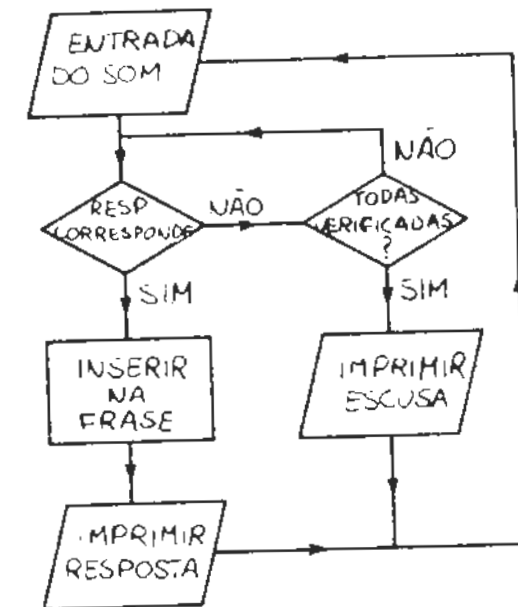 ENTRADA
DO SOM
NÃO
RESP
CORRESPONDE
NÃO
TODAS
VERIFICADAS
?
SIM
SIM
INSERIR
NA
FRASE
IMPRIMIR
ESCUSA
IMPRIMIR
RESPOSTA